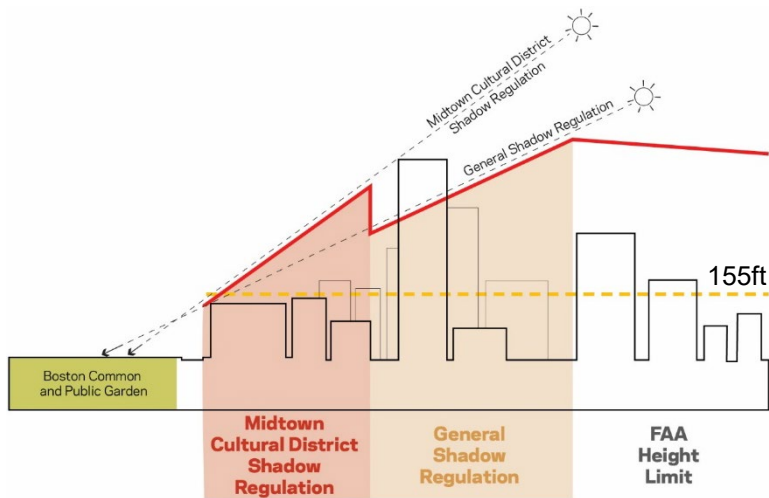 Midtown Cultural District
Shadow Regulation
General Shadow Regulation
155ft
Boston Common
and Public Garden
Midtown
Cultural District
Shadow
Regulation
General
Shadow
Regulation
FAA
Height
Limit